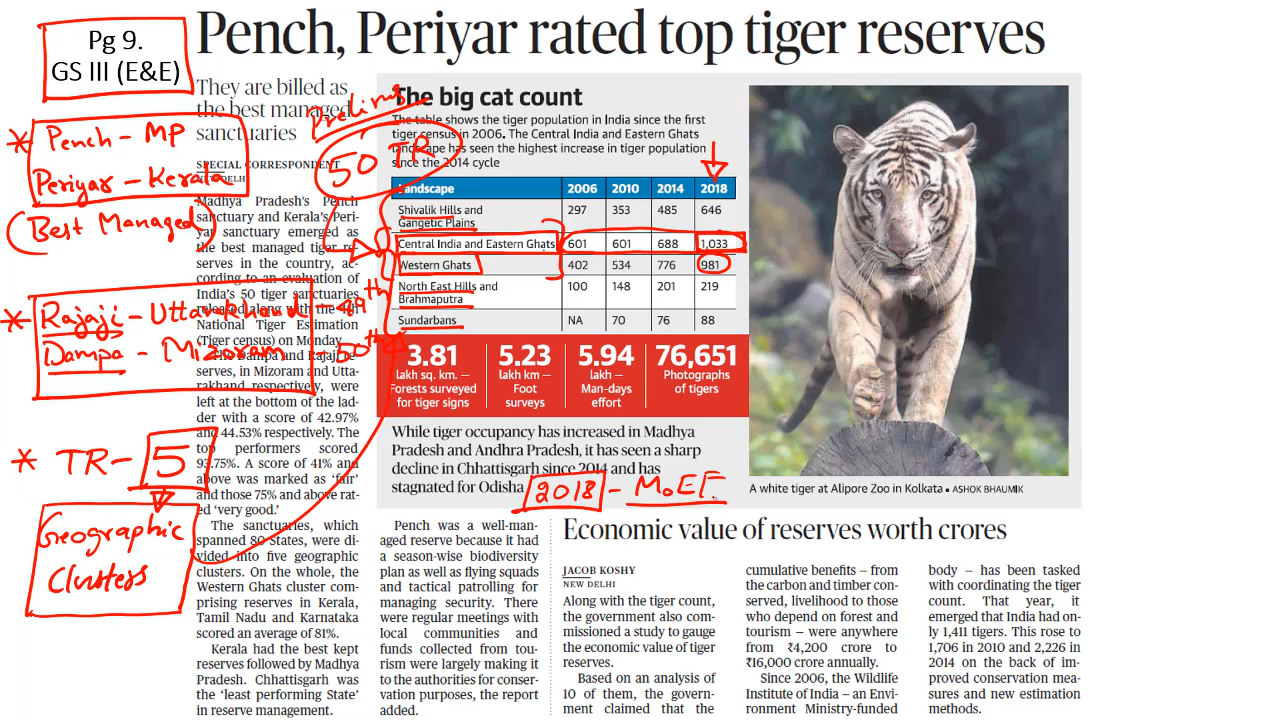 Pg 9.
GS III (E&E)
Pench, Periyar rated top tiger reserves
They are billed as
the best managed
sanctuaries
SPECIAL CORRESPONDENT
NEW DELHI
Madhya Pradesh's Pench
sanctuary and Kerala's Peri-
yar sanctuary emerged as
the best managed tiger re-
serves in the country, ac-
cording to an evaluation of
India's 50 tiger sanctuaries
released along with the
National Tiger Estimation
(Tiger census) on Monday.
The Dampa and Rajaji re-
serves, in Mizoram and Utta-
rakhand respectively, were
left at the bottom of the lad-
der with a score of 42.97%
and 44.53% respectively. The
top performers scored
93.75%. A score of 41% and
above was marked as 'fair'
and those 75% and above rat-
ed 'very good.'
The sanctuaries, which
spanned 80 States, were di-
vided into five geographic
clusters. On the whole, the
Western Ghats cluster com-
prising reserves in Kerala,
Tamil Nadu and Karnataka
scored an average of 81%.
Kerala had the best kept
reserves followed by Madhya
Pradesh. Chhattisgarh was
the 'least performing State'
in reserve management.
Pench - MP
Periyar - Kerala
(Best Managed
Rajaji - Uttarakhand - 49th
Dampa - Mizoram - 50th
TR - 5
Geographic
Clusters
Prelims
50 TR
The big cat count
The table shows the tiger population in India since the first
tiger census in 2006. The Central India and Eastern Ghats
landscape has seen the highest increase in tiger population
since the 2014 cycle
Landscape 2006 2010 2014 2018
Shivalik Hills and
Gangetic Plains 297 353 485 646
Central India and Eastern Ghats 601 601 688 1,033
Western Ghats 402 534 776 981
North East Hills and
Brahmaputra 100 148 201 219
Sundarbans NA 70 76 88
3.81 5.23 5.94 76,651
lakh sq. km. — lakh km — lakh — Photographs
Forests surveyed Foot Man-days of tigers
for tiger signs surveys effort
While tiger occupancy has increased in Madhya
Pradesh and Andhra Pradesh, it has seen a sharp
decline in Chhattisgarh since 2014 and has
stagnated for Odisha
2018 - MoEF
A white tiger at Alipore Zoo in Kolkata • ASHOK BHAUMIK
Pench was a well-man-
aged reserve because it had
a season-wise biodiversity
plan as well as flying squads
and tactical patrolling for
managing security. There
were regular meetings with
local communities and
funds collected from tou-
rism were largely making it
to the authorities for conser-
vation purposes, the report
added.
Economic value of reserves worth crores
JACOB KOSHY
NEW DELHI
Along with the tiger count,
the government also com-
missioned a study to gauge
the economic value of tiger
reserves.
Based on an analysis of
10 of them, the govern-
ment claimed that the
cumulative benefits – from
the carbon and timber con-
served, livelihood to those
who depend on forest and
tourism – were anywhere
from ₹4,200 crore to
₹16,000 crore annually.
Since 2006, the Wildlife
Institute of India – an Envi-
ronment Ministry-funded
body – has been tasked
with coordinating the tiger
count. That year, it
emerged that India had on-
ly 1,411 tigers. This rose to
1,706 in 2010 and 2,226 in
2014 on the back of im-
proved conservation mea-
sures and new estimation
methods.